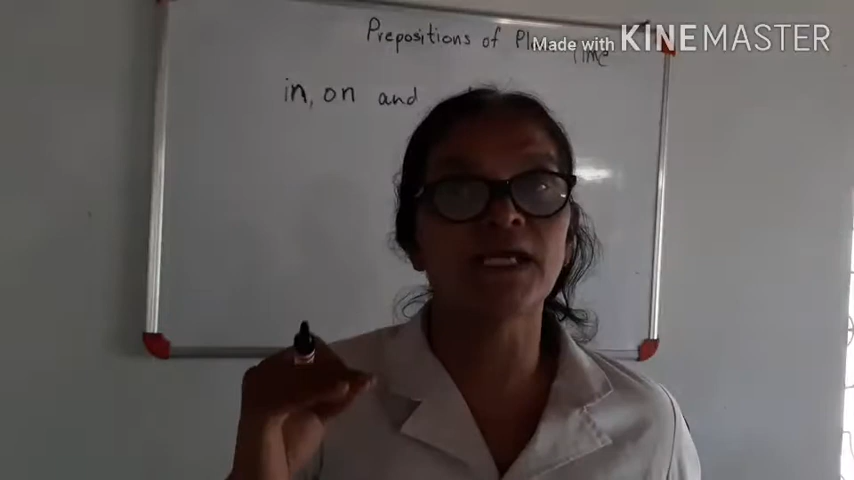 Prepositions of
Made with KINEMASTER
Time
in, on and